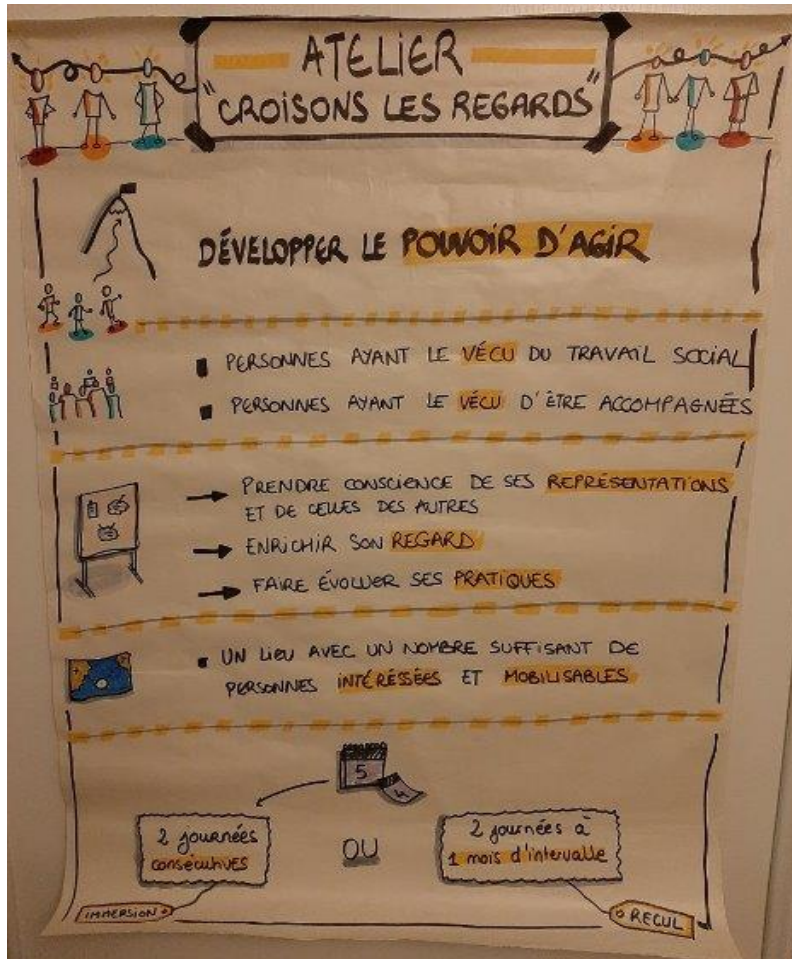 ATELIER
"CROISONS LES REGARDS"
DÉVELOPPER LE POUVOIR D'AGIR
▪ PERSONNES AYANT LE VÉCU DU TRAVAIL SOCIAL
▪ PERSONNES AYANT LE VÉCU D'ÊTRE ACCOMPAGNÉES
→ PRENDRE CONSCIENCE DE SES REPRÉSENTATIONS
ET DE CELLES DES AUTRES
→ ENRICHIR SON REGARD
→ FAIRE ÉVOLUER SES PRATIQUES
▪ UN LIEU AVEC UN NOMBRE SUFFISANT DE
PERSONNES INTÉRÉSSÉES ET MOBILISABLES
5
4
2 journées
consécutives
OU
2 journées à
1 mois d'intervalle
IMMERSION
RECUL